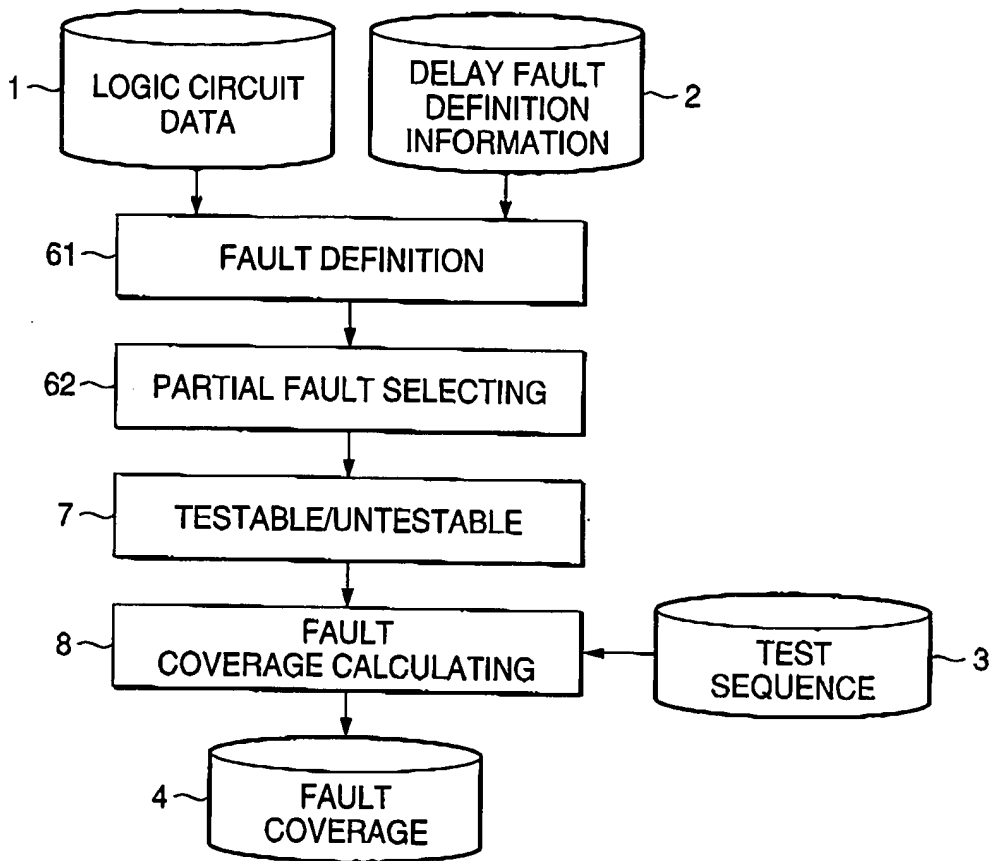 1
LOGIC CIRCUIT
DATA
DELAY FAULT
DEFINITION
INFORMATION
2
61
FAULT DEFINITION
62
PARTIAL FAULT SELECTING
7
TESTABLE/UNTESTABLE
8
FAULT
COVERAGE CALCULATING
TEST
SEQUENCE
3
4
FAULT
COVERAGE